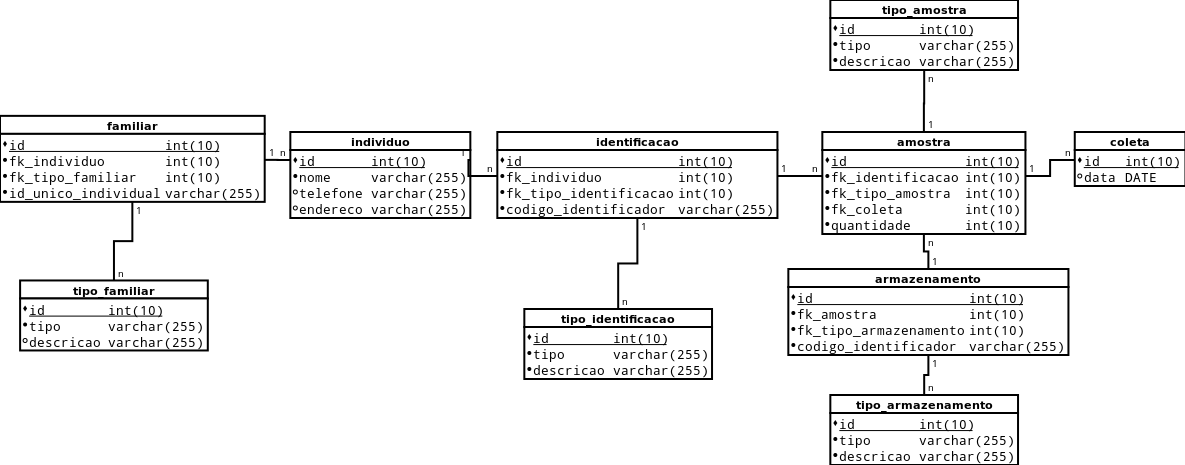 tipo_amostra
id int(10)
tipo varchar(255)
descricao varchar(255)
n
1
familiar
id int(10)
fk_individuo int(10)
fk_tipo_familiar int(10)
id_unico_individual varchar(255)
1
n
individuo
id int(10)
nome varchar(255)
telefone varchar(255)
endereco varchar(255)
1
n
identificacao
id int(10)
fk_individuo int(10)
fk_tipo_identificacao int(10)
codigo_identificador varchar(255)
1
n
amostra
id int(10)
fk_identificacao int(10)
fk_tipo_amostra int(10)
fk_coleta int(10)
quantidade int(10)
1
n
coleta
id int(10)
data DATE
1
n
tipo_familiar
id int(10)
tipo varchar(255)
descricao varchar(255)
1
n
tipo_identificacao
id int(10)
tipo varchar(255)
descricao varchar(255)
n
1
armazenamento
id int(10)
fk_amostra int(10)
fk_tipo_armazenamento int(10)
codigo_identificador varchar(255)
1
n
tipo_armazenamento
id int(10)
tipo varchar(255)
descricao varchar(255)